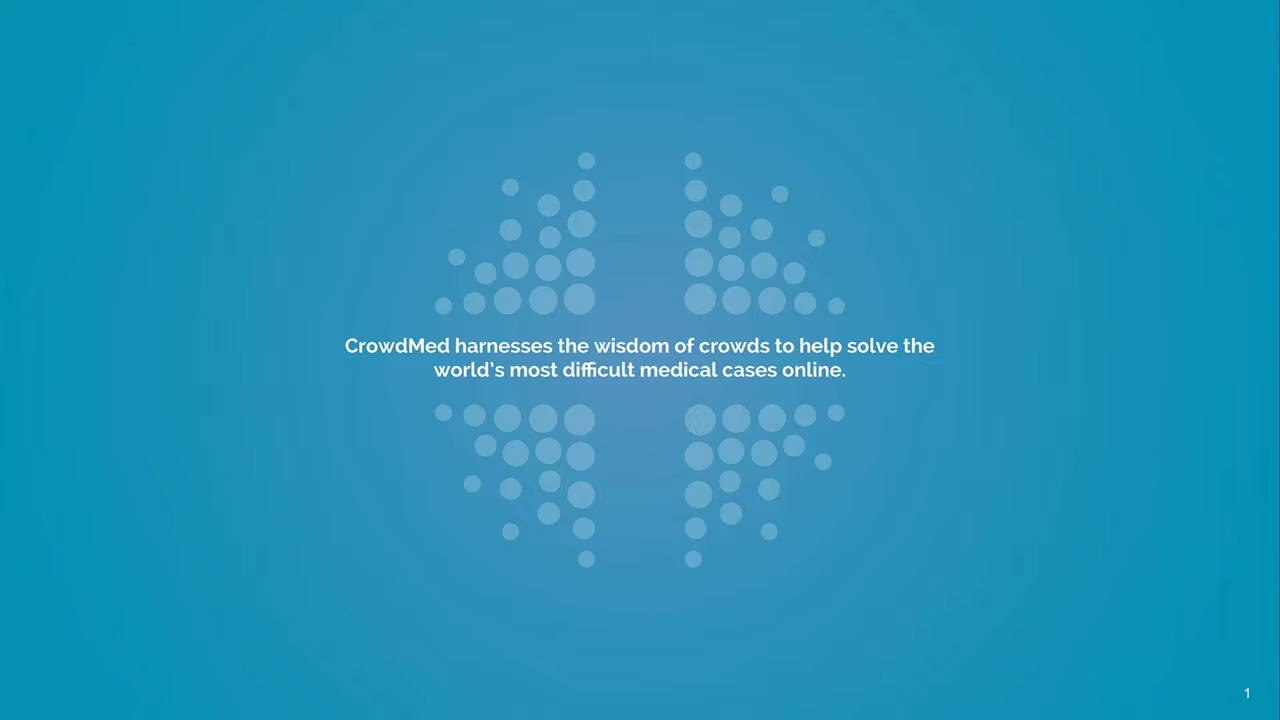 CrowdMed harnesses the wisdom of crowds to help solve the
world's most difficult medical cases online.
1